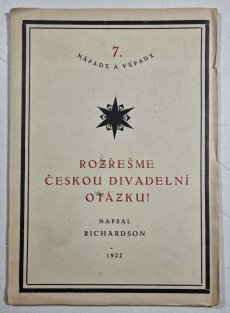 7.
NÁPADY A VÝPADY
ROZŘEŠME
ČESKOU DIVADELNÍ
OTÁZKU!
NAPSAL
RICHARDSON
1922